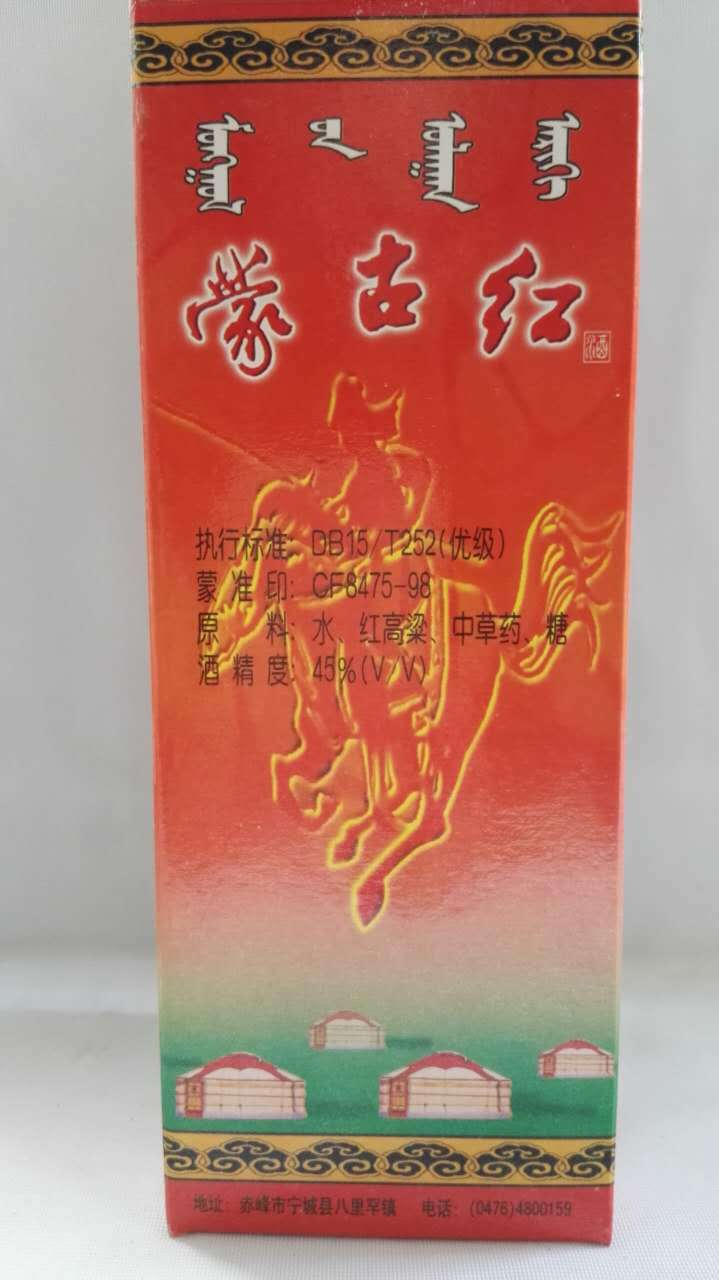 蒙古红
执行标准: DB15/T252(优级)
蒙准印: CF8475-98
原料: 水、红高粱、中草药、糖
酒精度: 45%(V/V)
地址: 赤峰市宁城县八里罕镇 电话: (0476)4800159